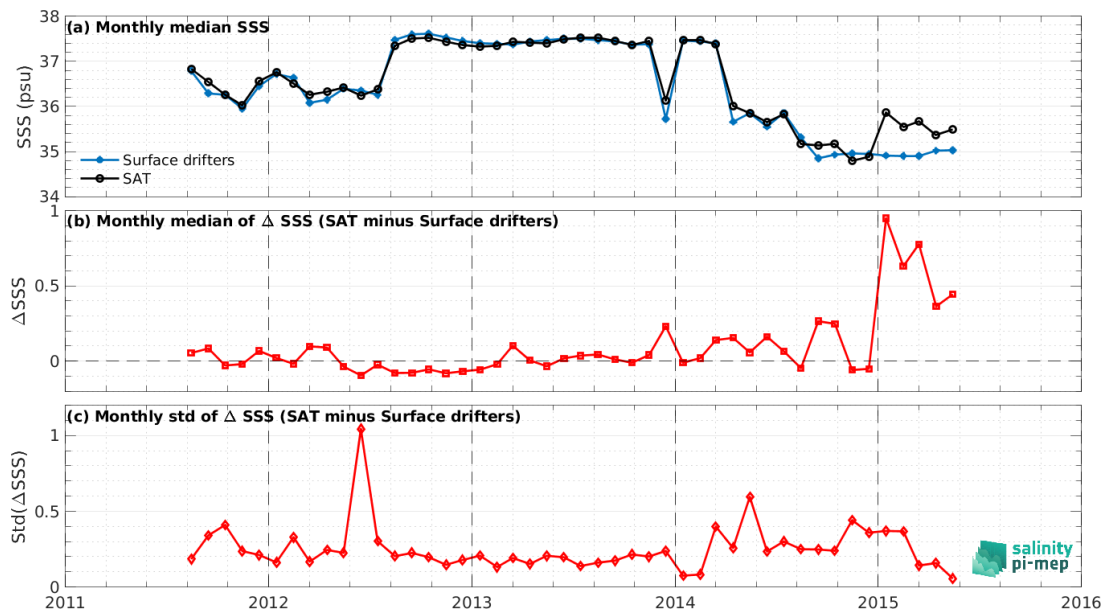 (a) Monthly median SSS
SSS (psu)
38
37
36
35
34
Surface drifters
SAT
(b) Monthly median of Δ SSS (SAT minus Surface drifters)
ΔSSS
1
0.5
0
(c) Monthly std of Δ SSS (SAT minus Surface drifters)
Std(ΔSSS)
1
0.5
0
salinity
pi-mep
2011 2012 2013 2014 2015 2016